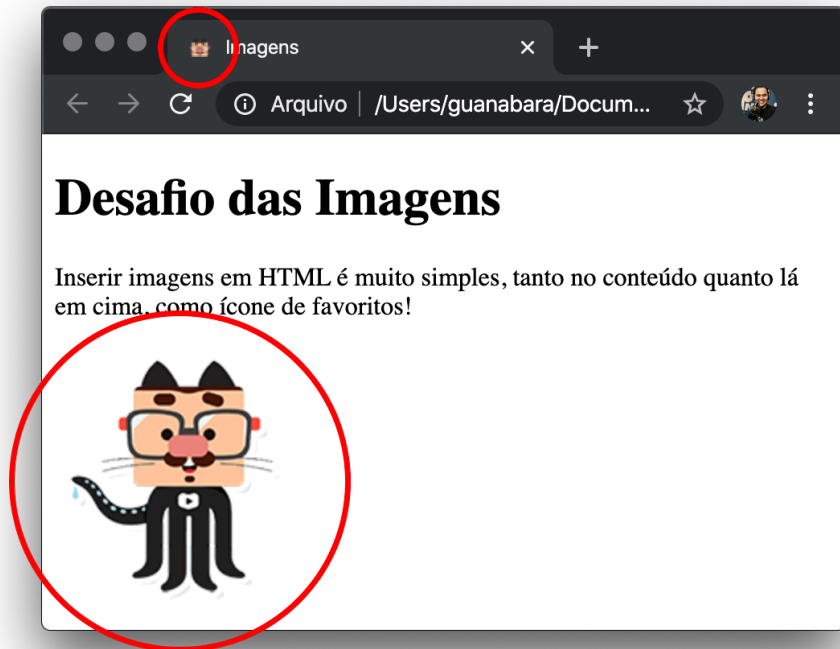 Imagens
Arquivo | /Users/guanabara/Docum...
Desafio das Imagens
Inserir imagens em HTML é muito simples, tanto no conteúdo quanto lá
em cima, como ícone de favoritos!